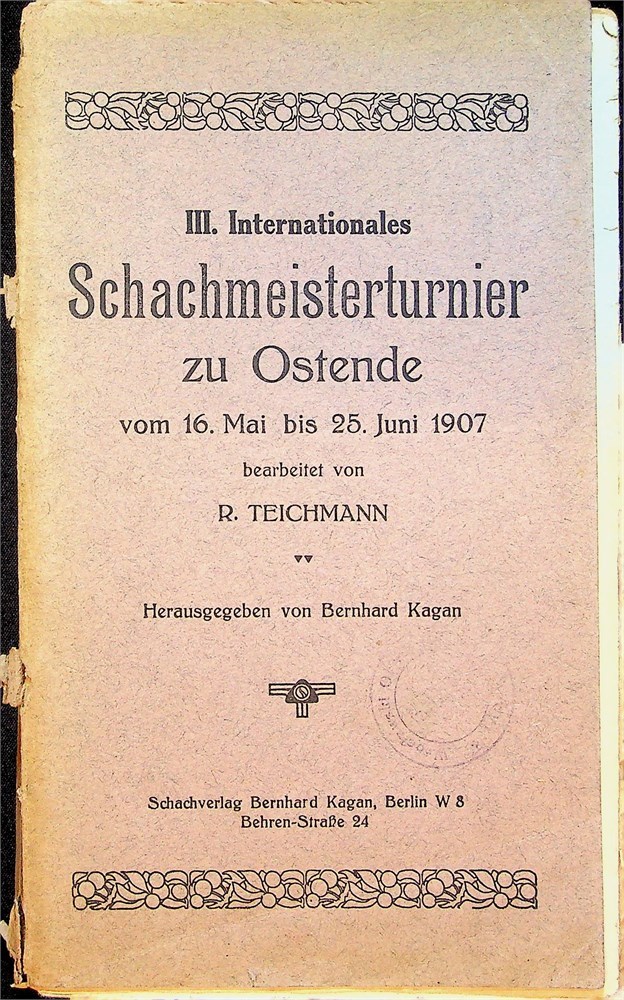 III. Internationales
Schachmeisterturnier
zu Ostende
vom 16. Mai bis 25. Juni 1907
bearbeitet von
R. TEICHMANN
Herausgegeben von Bernhard Kagan
Schachverlag Bernhard Kagan, Berlin W 8
Behren-Straße 24